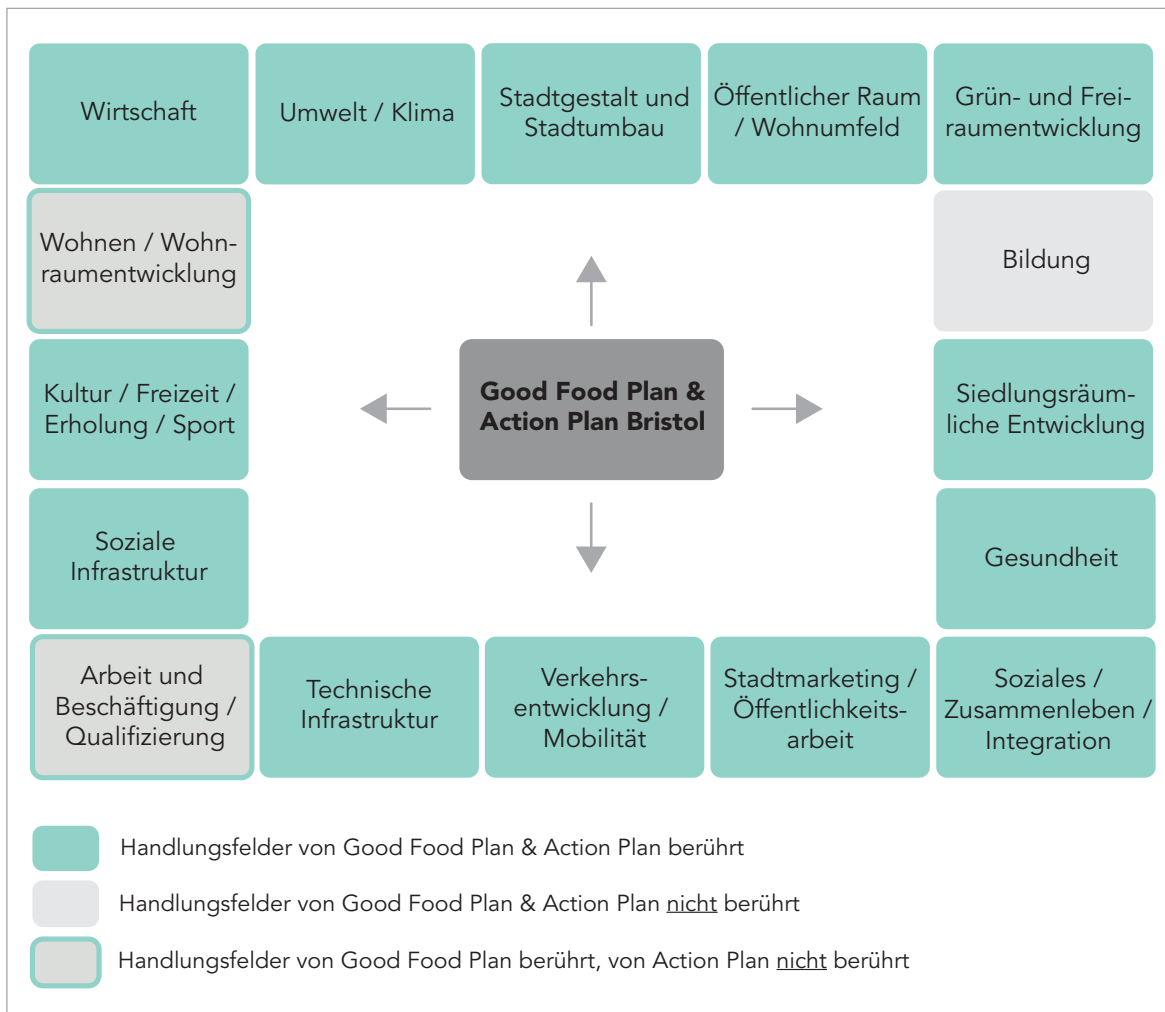 Wirtschaft
Umwelt / Klima
Stadtgestalt und
Stadtumbau
Öffentlicher Raum
/ Wohnumfeld
Grün- und Frei-
raumentwicklung
Wohnen / Wohn-
raumentwicklung
Bildung
Kultur / Freizeit /
Erholung / Sport
Good Food Plan &
Action Plan Bristol
Siedlungsräum-
liche Entwicklung
Soziale
Infrastruktur
Gesundheit
Arbeit und
Beschäftigung /
Qualifizierung
Technische
Infrastruktur
Verkehrs-
entwicklung /
Mobilität
Stadtmarketing /
Öffentlichkeits-
arbeit
Soziales /
Zusammenleben /
Integration
Handlungsfelder von Good Food Plan & Action Plan berührt
Handlungsfelder von Good Food Plan & Action Plan nicht berührt
Handlungsfelder von Good Food Plan berührt, von Action Plan nicht berührt